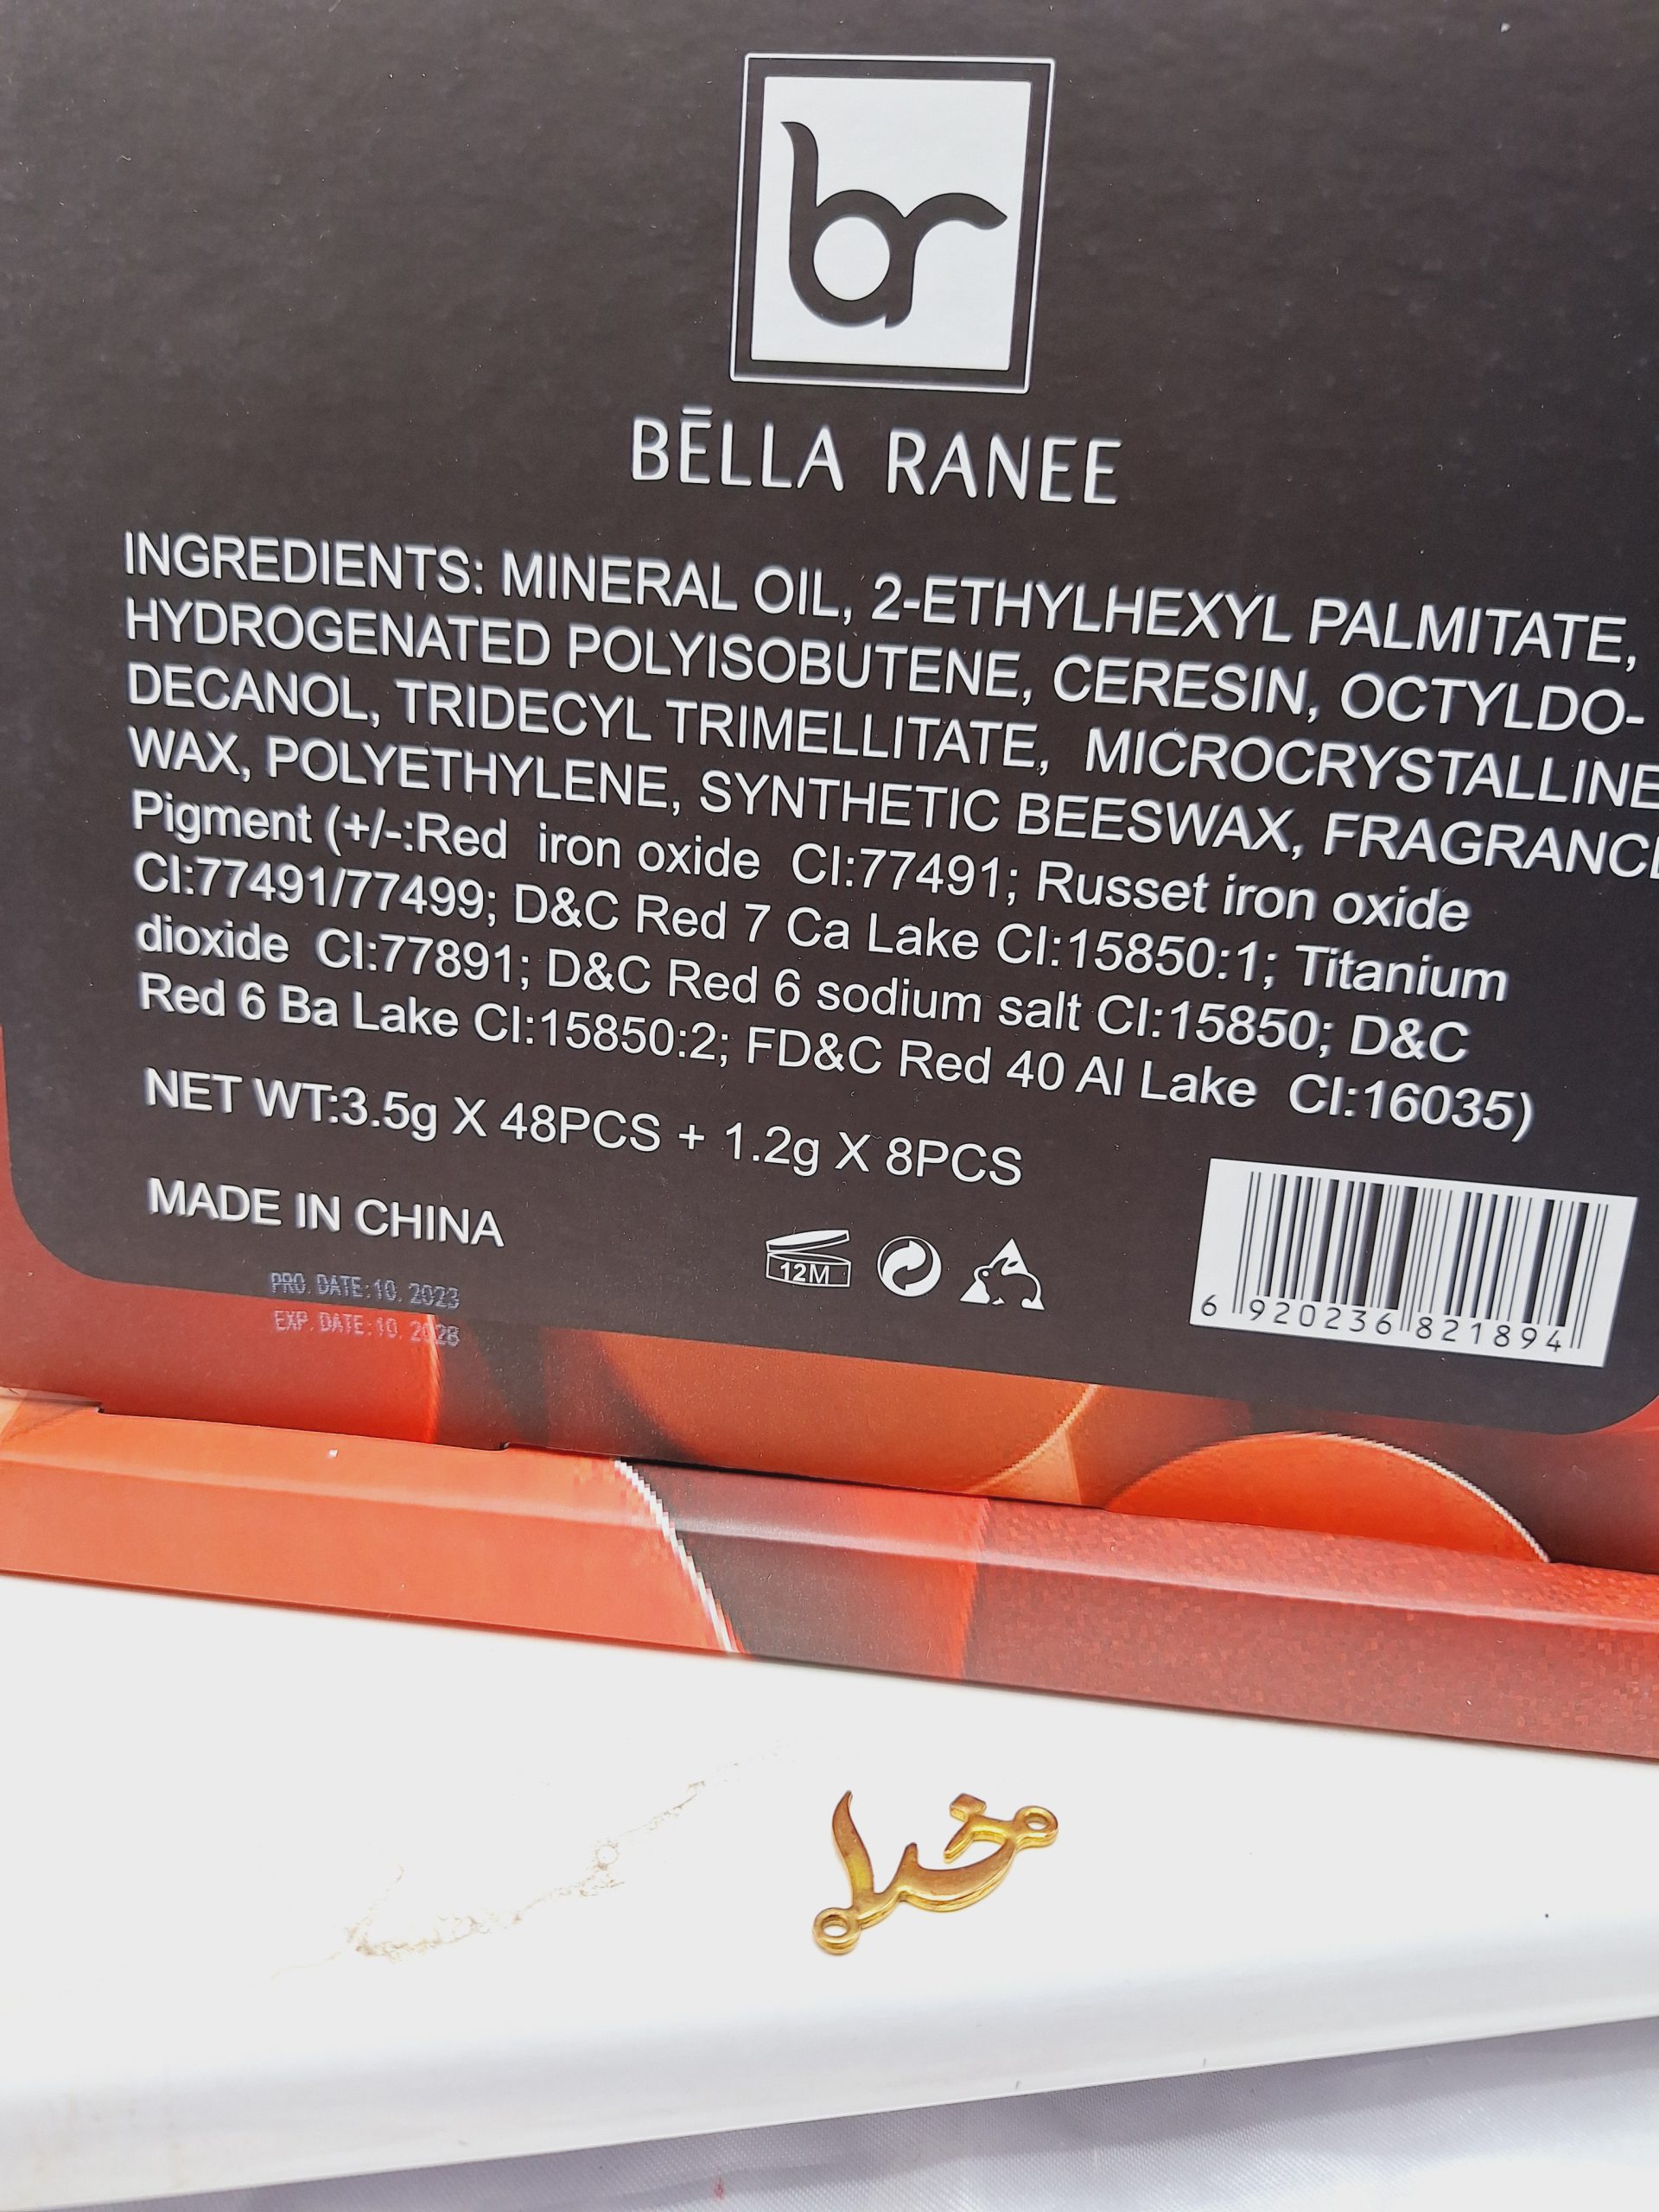 br
BĒLLA RANEE
INGREDIENTS: MINERAL OIL, 2-ETHYLHEXYL PALMITATE,
HYDROGENATED POLYISOBUTENE, CERESIN, OCTYLDO-
DECANOL, TRIDECYL TRIMELLITATE, MICROCRYSTALLINE
WAX, POLYETHYLENE, SYNTHETIC BEESWAX, FRAGRANCE
Pigment (+/-:Red iron oxide CI:77491; Russet iron oxide
CI:77491/77499; D&C Red 7 Ca Lake CI:15850:1; Titanium
dioxide CI:77891; D&C Red 6 sodium salt CI:15850; D&C
Red 6 Ba Lake CI:15850:2; FD&C Red 40 Al Lake CI:16035)
NET WT:3.5g X 48PCS + 1.2g X 8PCS
MADE IN CHINA
12M
6 920236 821894
PRO. DATE:10. 2023
EXP. DATE:10. 2028
خدا